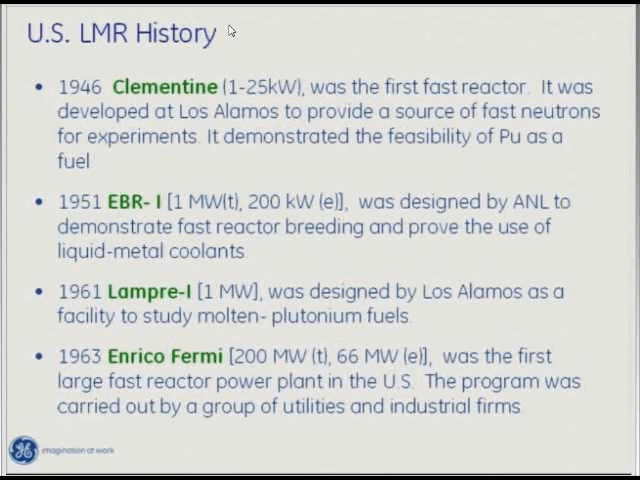 U.S. LMR History
• 1946 Clementine (1-25kW), was the first fast reactor. It was
developed at Los Alamos to provide a source of fast neutrons
for experiments. It demonstrated the feasibility of Pu as a
fuel
• 1951 EBR- I [1 MW(t), 200 kW (e)], was designed by ANL to
demonstrate fast reactor breeding and prove the use of
liquid-metal coolants.
• 1961 Lampre-I [1 MW], was designed by Los Alamos as a
facility to study molten- plutonium fuels.
• 1963 Enrico Fermi [200 MW (t), 66 MW (e)], was the first
large fast reactor power plant in the U.S. The program was
carried out by a group of utilities and industrial firms.
GE imagination at work